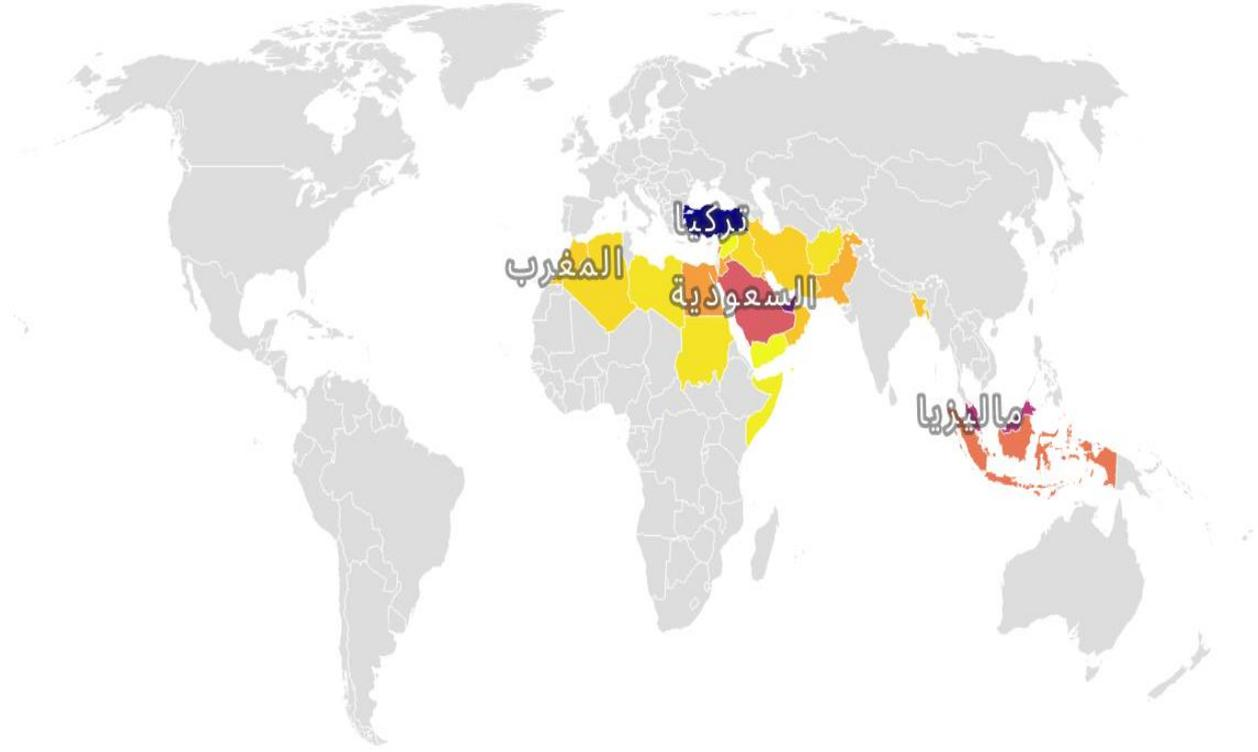 تركيا
المغرب
السعودية
ماليزيا